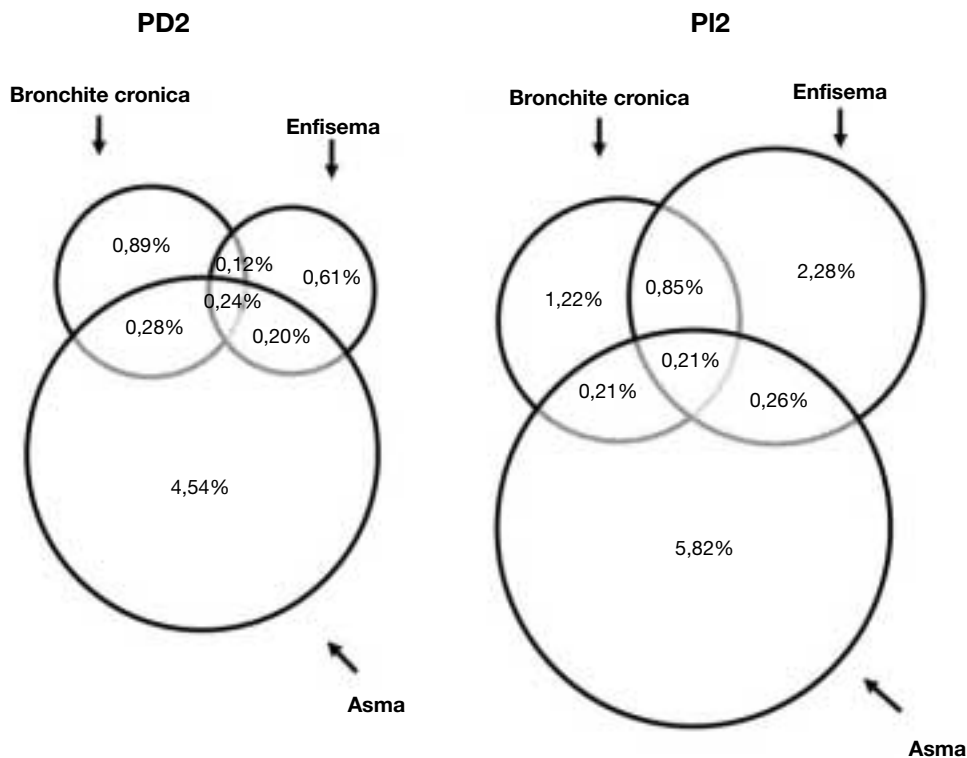 PD2
Bronchite cronica
Enfisema
0,89%
0,12%
0,61%
0,24%
0,28%
0,20%
4,54%
Asma
PI2
Bronchite cronica
Enfisema
2,28%
0,85%
1,22%
0,21%
0,21%
0,26%
5,82%
Asma